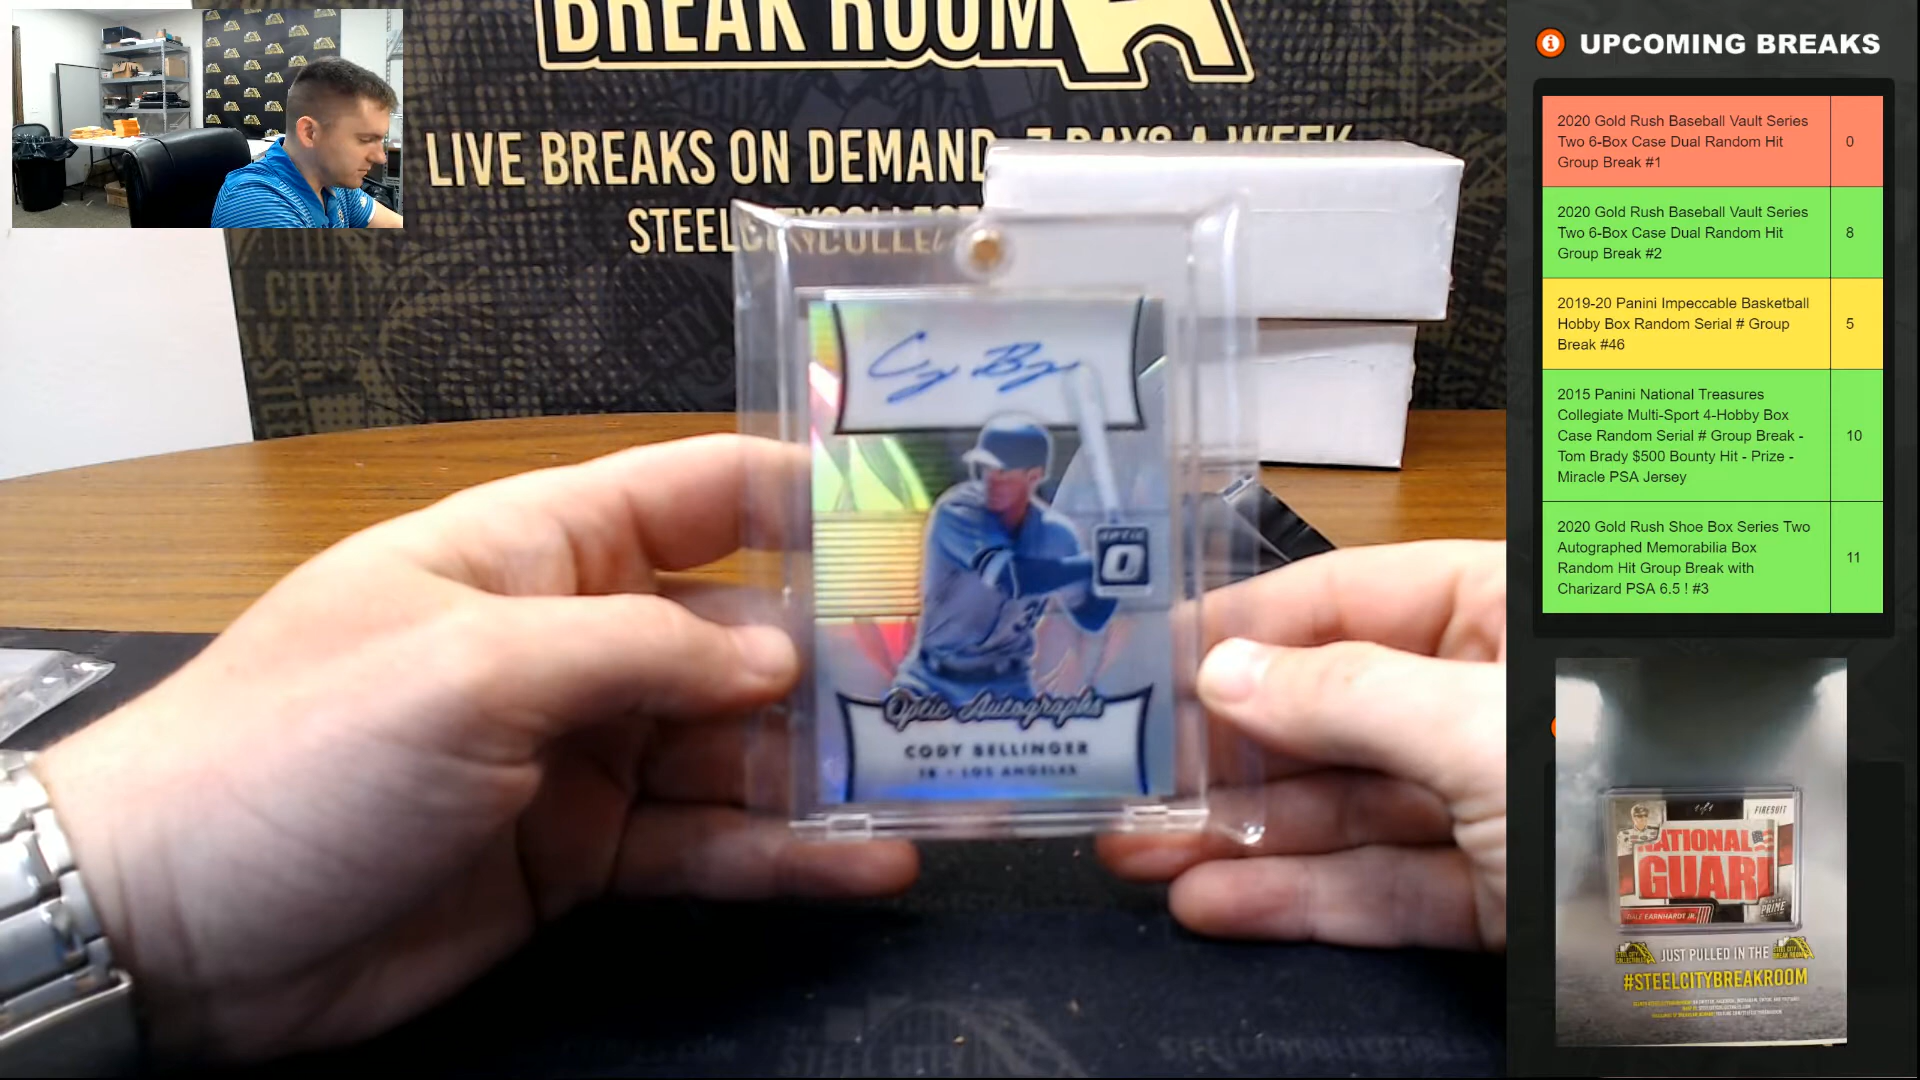 BREAK ROOM
LIVE BREAKS ON DEMAND, 7 DAYS A WEEK
STEELCITYCOLLECT
OPTIC
O
Optic Autographs
CODY BELLINGER
1B - LOS ANGELES
UPCOMING BREAKS
2020 Gold Rush Baseball Vault Series
Two 6-Box Case Dual Random Hit
Group Break #1
0
2020 Gold Rush Baseball Vault Series
Two 6-Box Case Dual Random Hit
Group Break #2
8
2019-20 Panini Impeccable Basketball
Hobby Box Random Serial # Group
Break #46
5
2015 Panini National Treasures
Collegiate Multi-Sport 4-Hobby Box
Case Random Serial # Group Break -
Tom Brady $500 Bounty Hit - Prize -
Miracle PSA Jersey
10
2020 Gold Rush Shoe Box Series Two
Autographed Memorabilia Box
Random Hit Group Break with
Charizard PSA 6.5 ! #3
11
FIRESUIT
NATIONAL
GUARD
DALE EARNHARDT JR.
PRIME
JUST PULLED IN THE
#STEELCITYBREAKROOM